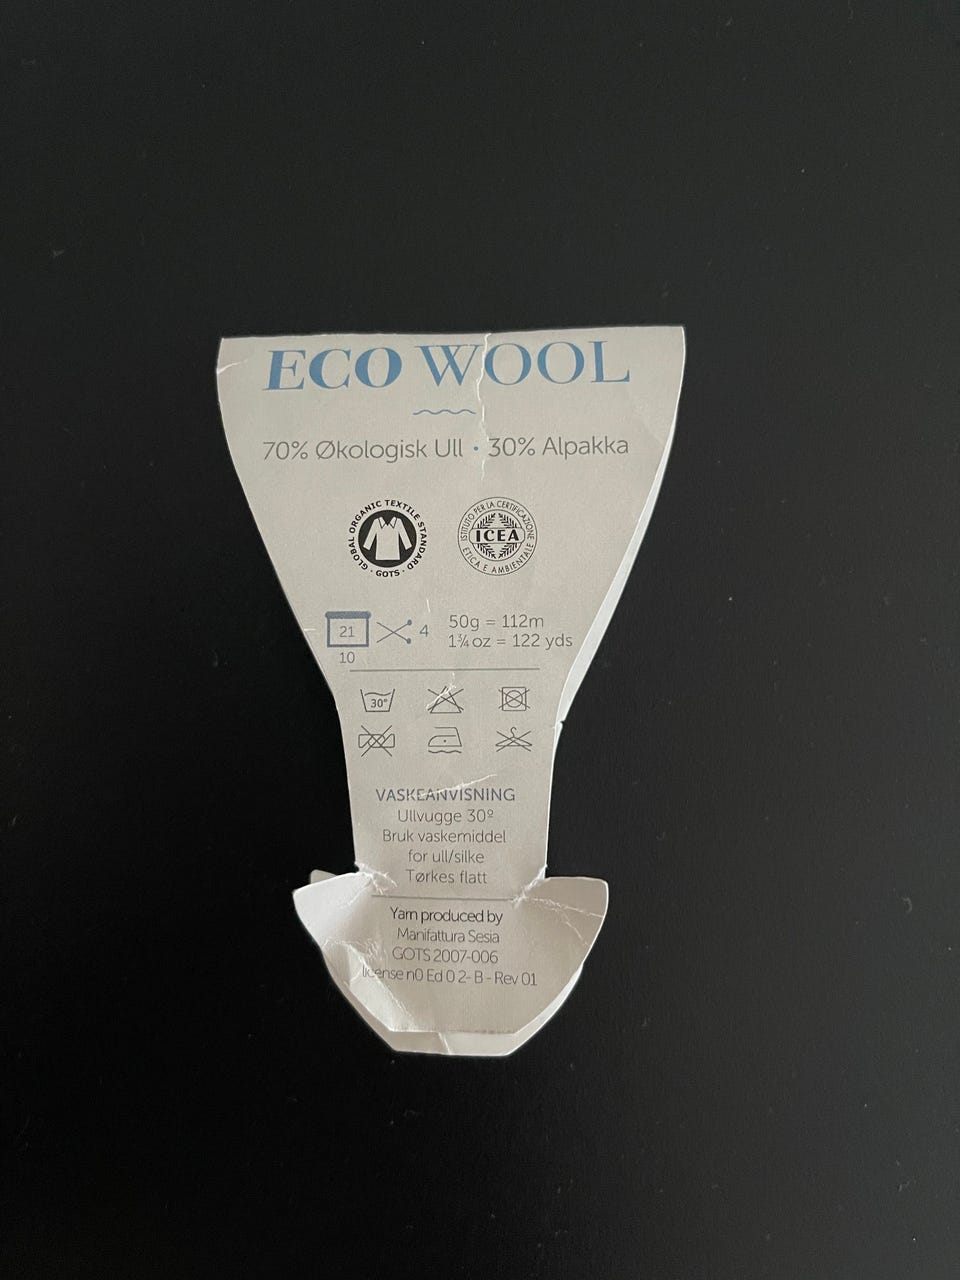 ECO WOOL
70% Økologisk Ull • 30% Alpakka
GLOBAL ORGANIC TEXTILE STANDARD · GOTS ·
ISTITUTO PER LA CERTIFICAZIONE ETICA E AMBIENTALE
ICEA
21
10
4
50g = 112m
1¾ oz = 122 yds
30°
VASKEANVISNING
Ullvugge 30º
Bruk vaskemiddel
for ull/silke
Tørkes flatt
Yarn produced by
Manifattura Sesia
GOTS 2007-006
license n0 Ed 0 2- B - Rev 01